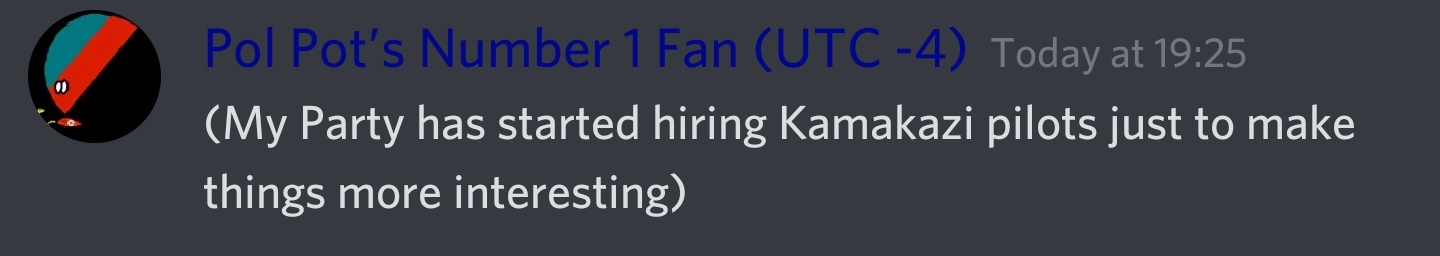 Pol Pot’s Number 1 Fan (UTC -4) Today at 19:25
(My Party has started hiring Kamakazi pilots just to make
things more interesting)